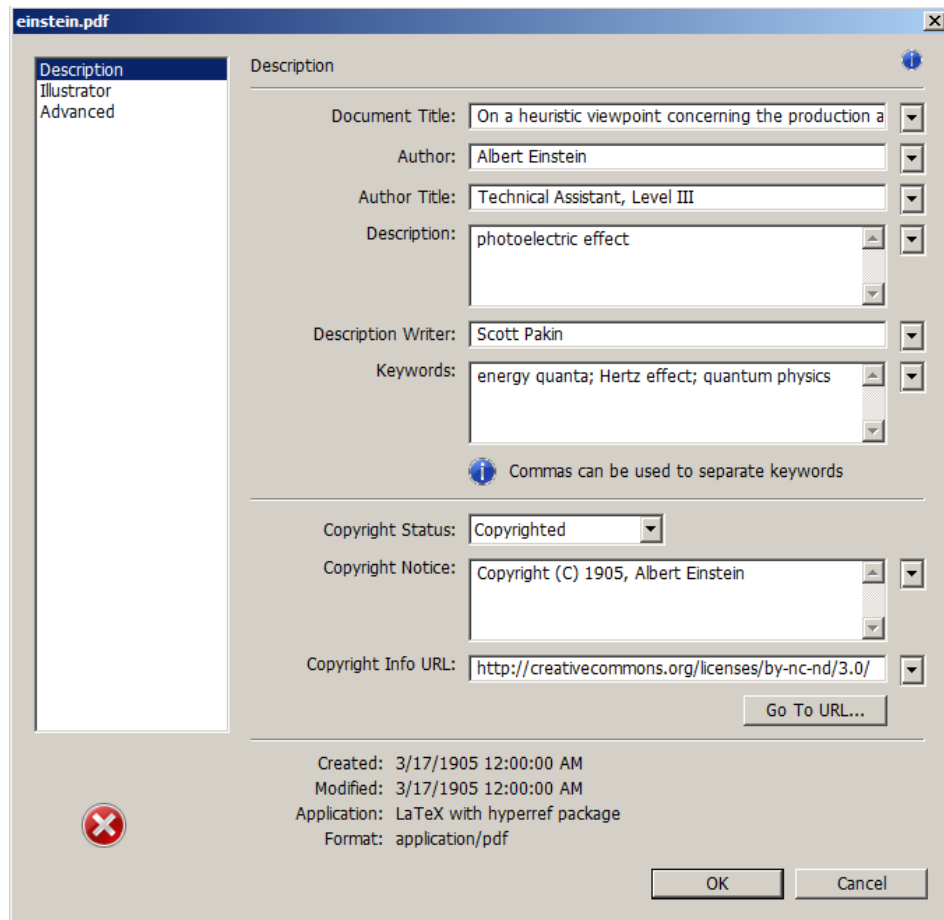 einstein.pdf
Description
Illustrator
Advanced
Description
Document Title: On a heuristic viewpoint concerning the production a
Author: Albert Einstein
Author Title: Technical Assistant, Level III
Description: photoelectric effect
Description Writer: Scott Pakin
Keywords: energy quanta; Hertz effect; quantum physics
Commas can be used to separate keywords
Copyright Status: Copyrighted
Copyright Notice: Copyright (C) 1905, Albert Einstein
Copyright Info URL: http://creativecommons.org/licenses/by-nc-nd/3.0/
Go To URL...
Created: 3/17/1905 12:00:00 AM
Modified: 3/17/1905 12:00:00 AM
Application: LaTeX with hyperref package
Format: application/pdf
OK Cancel